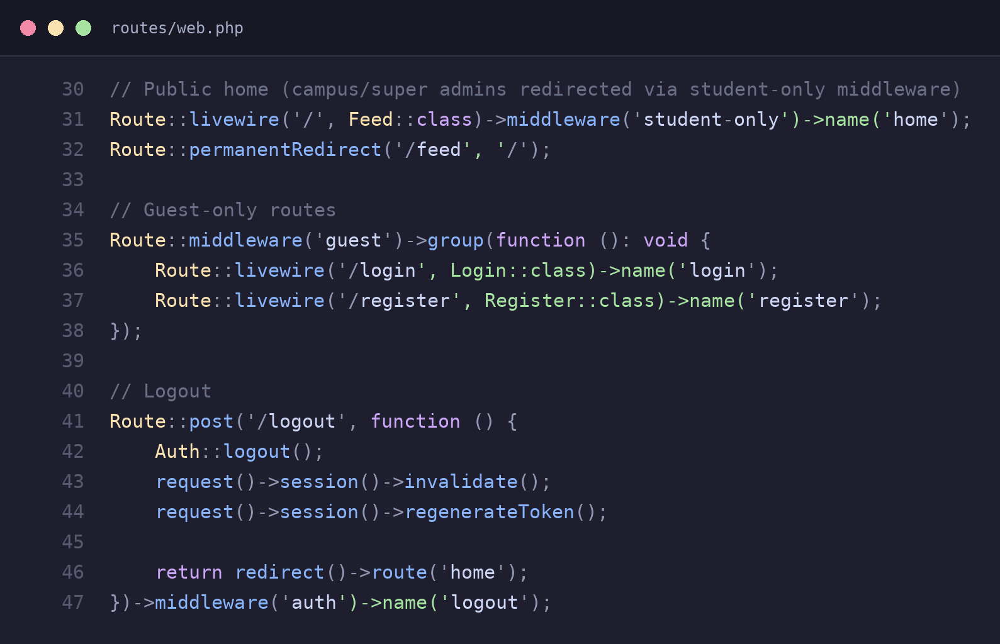 routes/web.php
30 // Public home (campus/super admins redirected via student-only middleware)
31 Route::livewire('/', Feed::class)->middleware('student-only')->name('home');
32 Route::permanentRedirect('/feed', '/');
33
34 // Guest-only routes
35 Route::middleware('guest')->group(function (): void {
36     Route::livewire('/login', Login::class)->name('login');
37     Route::livewire('/register', Register::class)->name('register');
38 });
39
40 // Logout
41 Route::post('/logout', function () {
42     Auth::logout();
43     request()->session()->invalidate();
44     request()->session()->regenerateToken();
45
46     return redirect()->route('home');
47 })->middleware('auth')->name('logout');